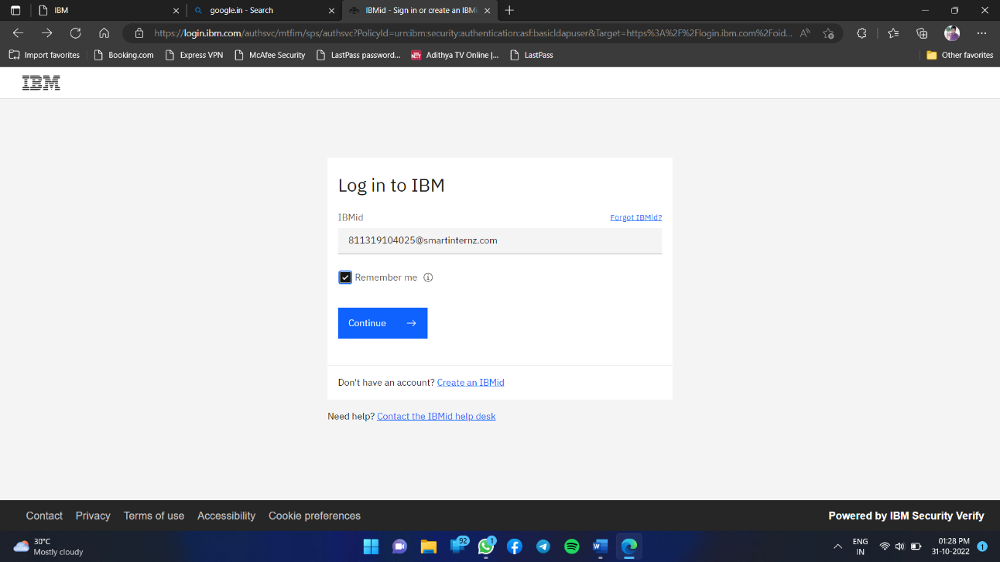 IBM
google.in - Search
IBMid - Sign in or create an IBMi
https://login.ibm.com/authsvc/mtfim/sps/authsvc?PolicyId=urn:ibm:security:authentication:asf:basicldapuser&Target=https%3A%2F%2Flogin.ibm.com%2Foid...
Import favorites
Booking.com
Express VPN
McAfee Security
LastPass password...
Adithya TV Online |...
LastPass
Other favorites
IBM
Log in to IBM
IBMid
Forgot IBMid?
811319104025@smartinternz.com
Remember me
Continue
Don't have an account? Create an IBMid
Need help? Contact the IBMid help desk
Contact Privacy Terms of use Accessibility Cookie preferences
Powered by IBM Security Verify
30°C
Mostly cloudy
92
1
ENG
IN
01:28 PM
31-10-2022
1